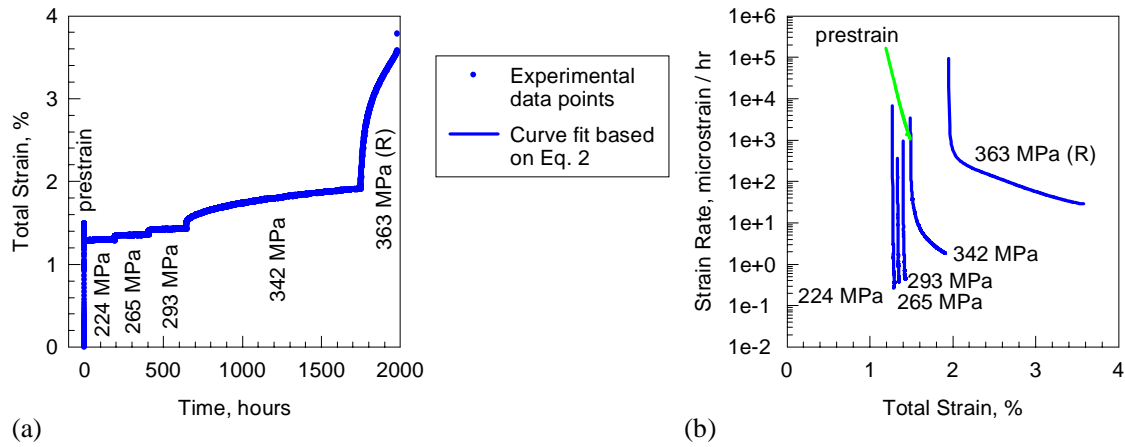 4
3
2
1
0
Total Strain, %
prestrain
224 MPa
265 MPa
293 MPa
342 MPa
363 MPa (R)
0
500
1000
1500
2000
Time, hours
(a)
Experimental
data points
Curve fit based
on Eq. 2
1e+6
1e+5
1e+4
1e+3
1e+2
1e+1
1e+0
1e-1
1e-2
Strain Rate, microstrain / hr
prestrain
363 MPa (R)
342 MPa
293 MPa
224 MPa
265 MPa
0
1
2
3
4
Total Strain, %
(b)